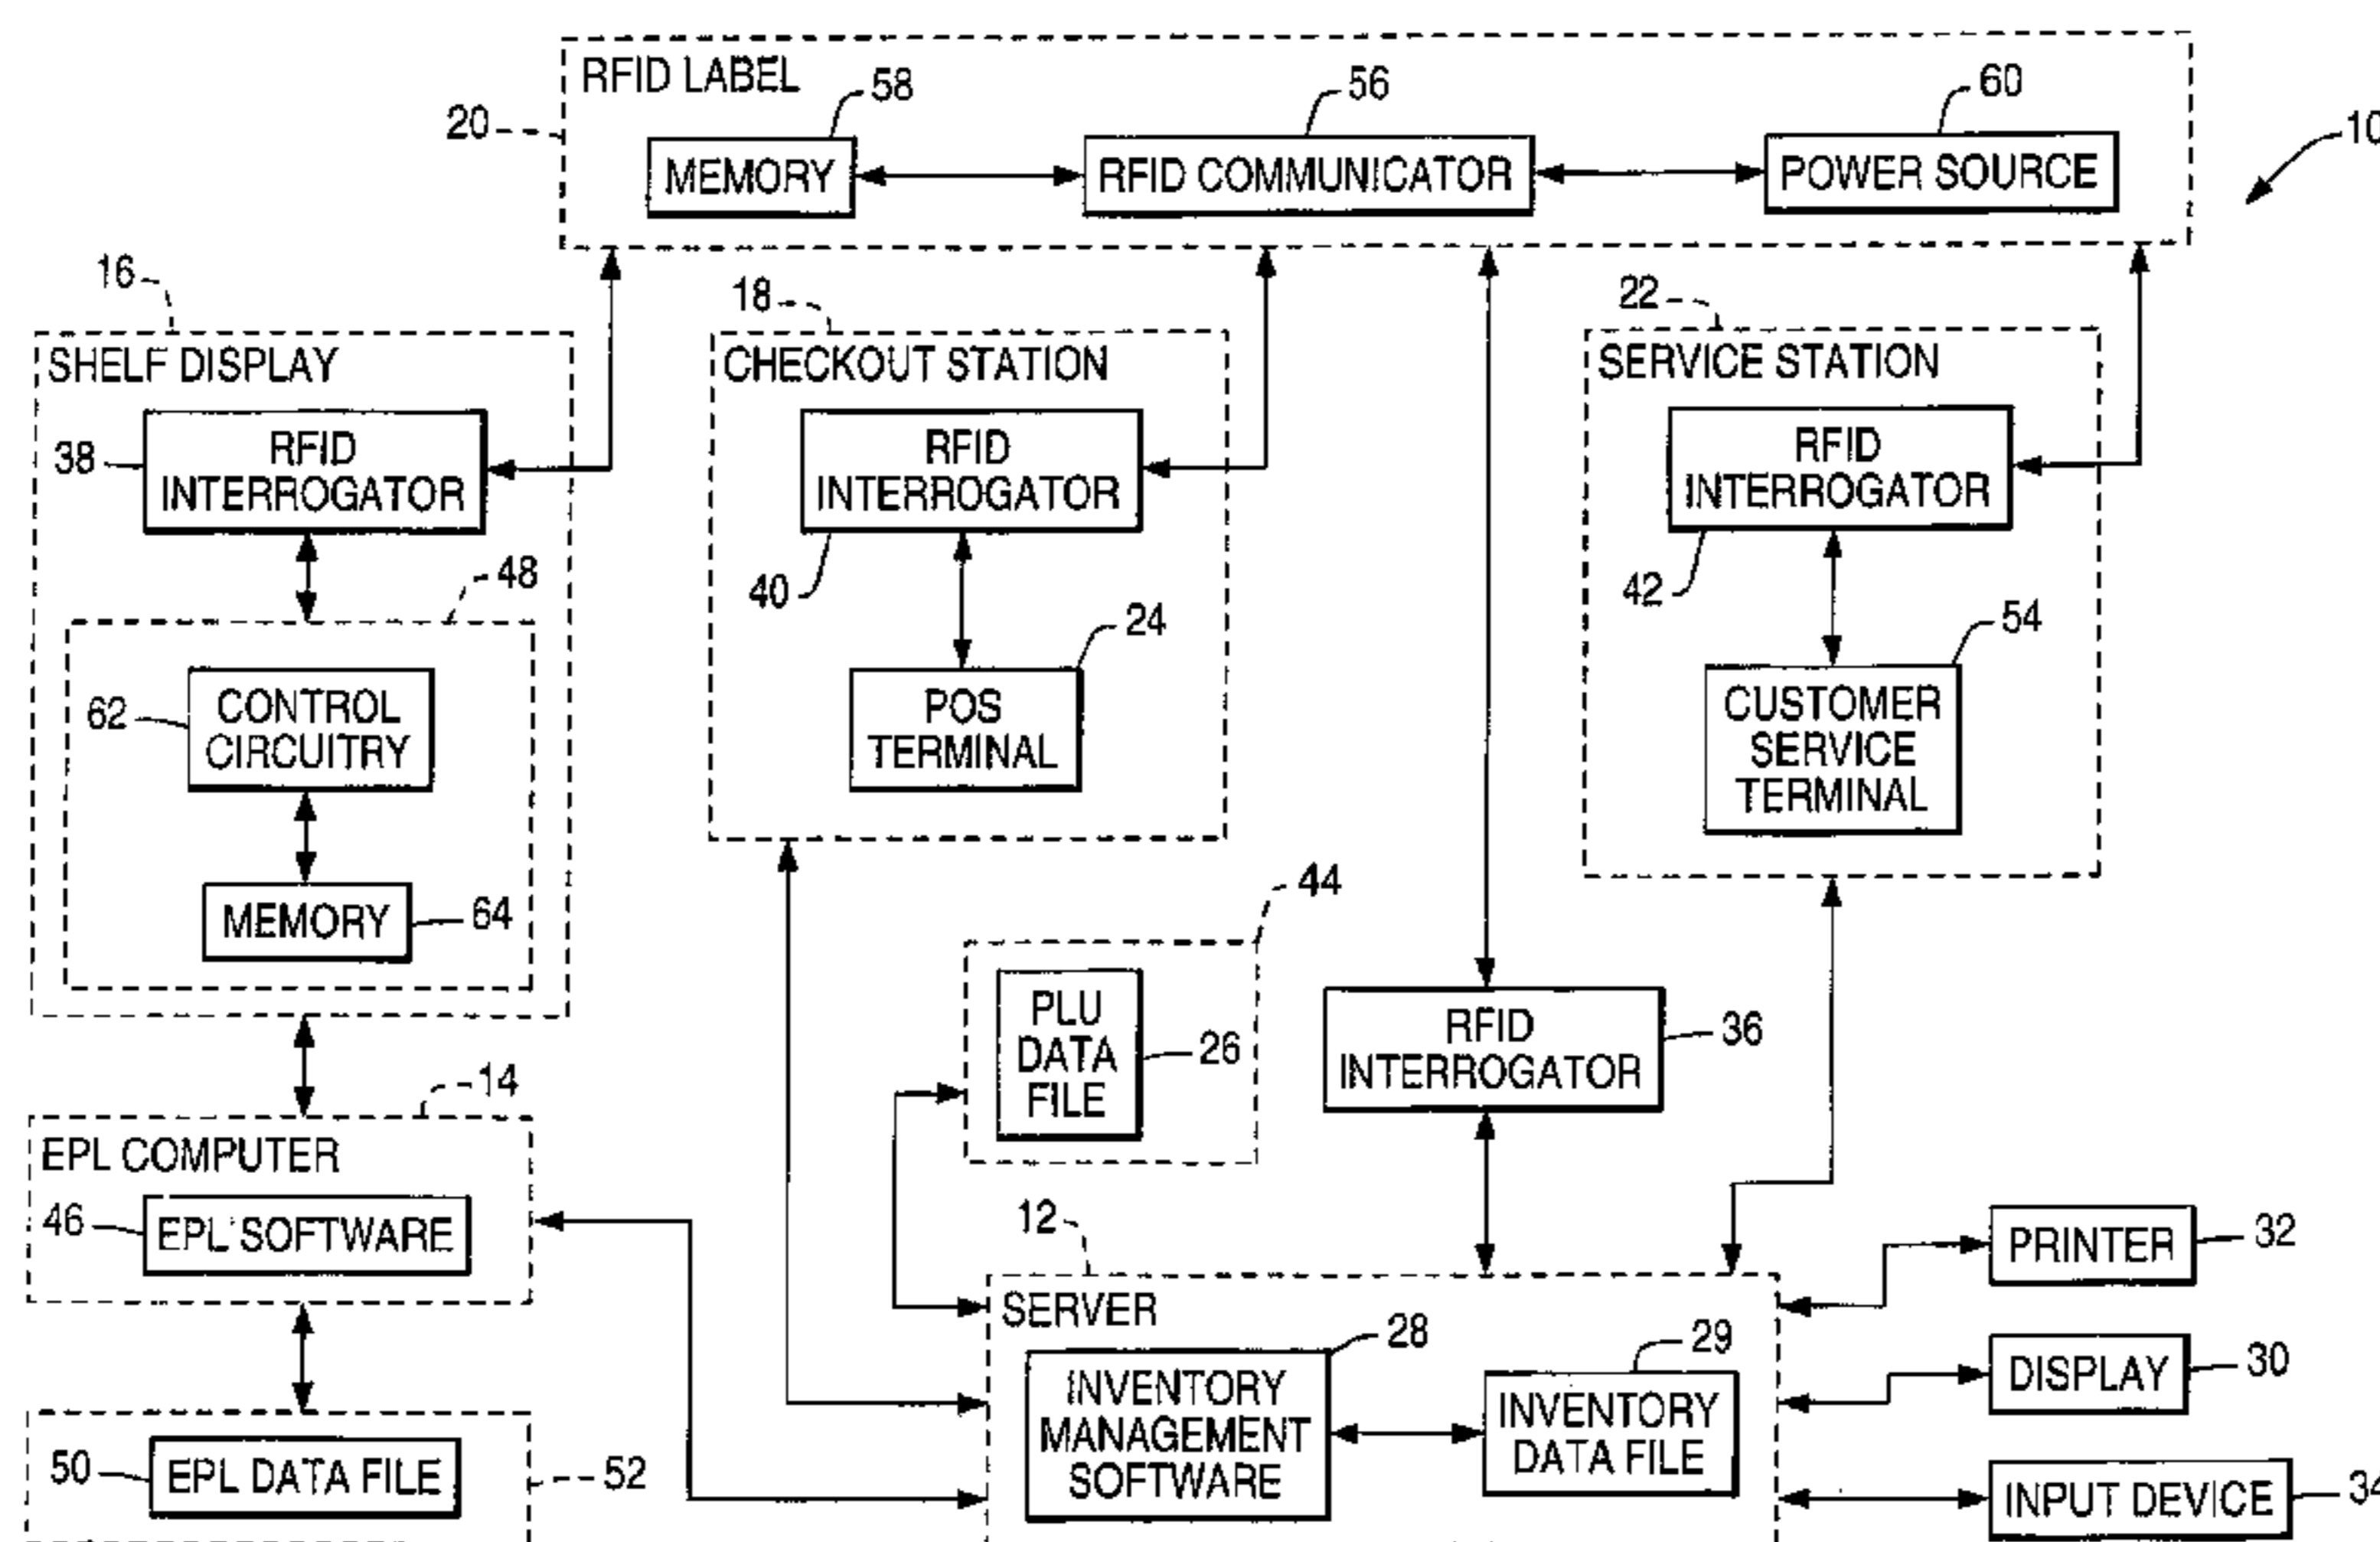 RFID LABEL
58
56
60
20
10
MEMORY
RFID COMMUNICATOR
POWER SOURCE
16
18
22
SHELF DISPLAY
CHECKOUT STATION
SERVICE STATION
38
RFID
INTERROGATOR
RFID
INTERROGATOR
RFID
INTERROGATOR
48
40
42
24
54
62
CONTROL
CIRCUITRY
POS
TERMINAL
CUSTOMER
SERVICE
TERMINAL
MEMORY
64
44
PLU
DATA
FILE
26
RFID
INTERROGATOR
36
14
EPL COMPUTER
46
EPL SOFTWARE
12
SERVER
PRINTER
32
28
29
INVENTORY
MANAGEMENT
SOFTWARE
INVENTORY
DATA FILE
DISPLAY
30
50
EPL DATA FILE
52
INPUT DEVICE
34